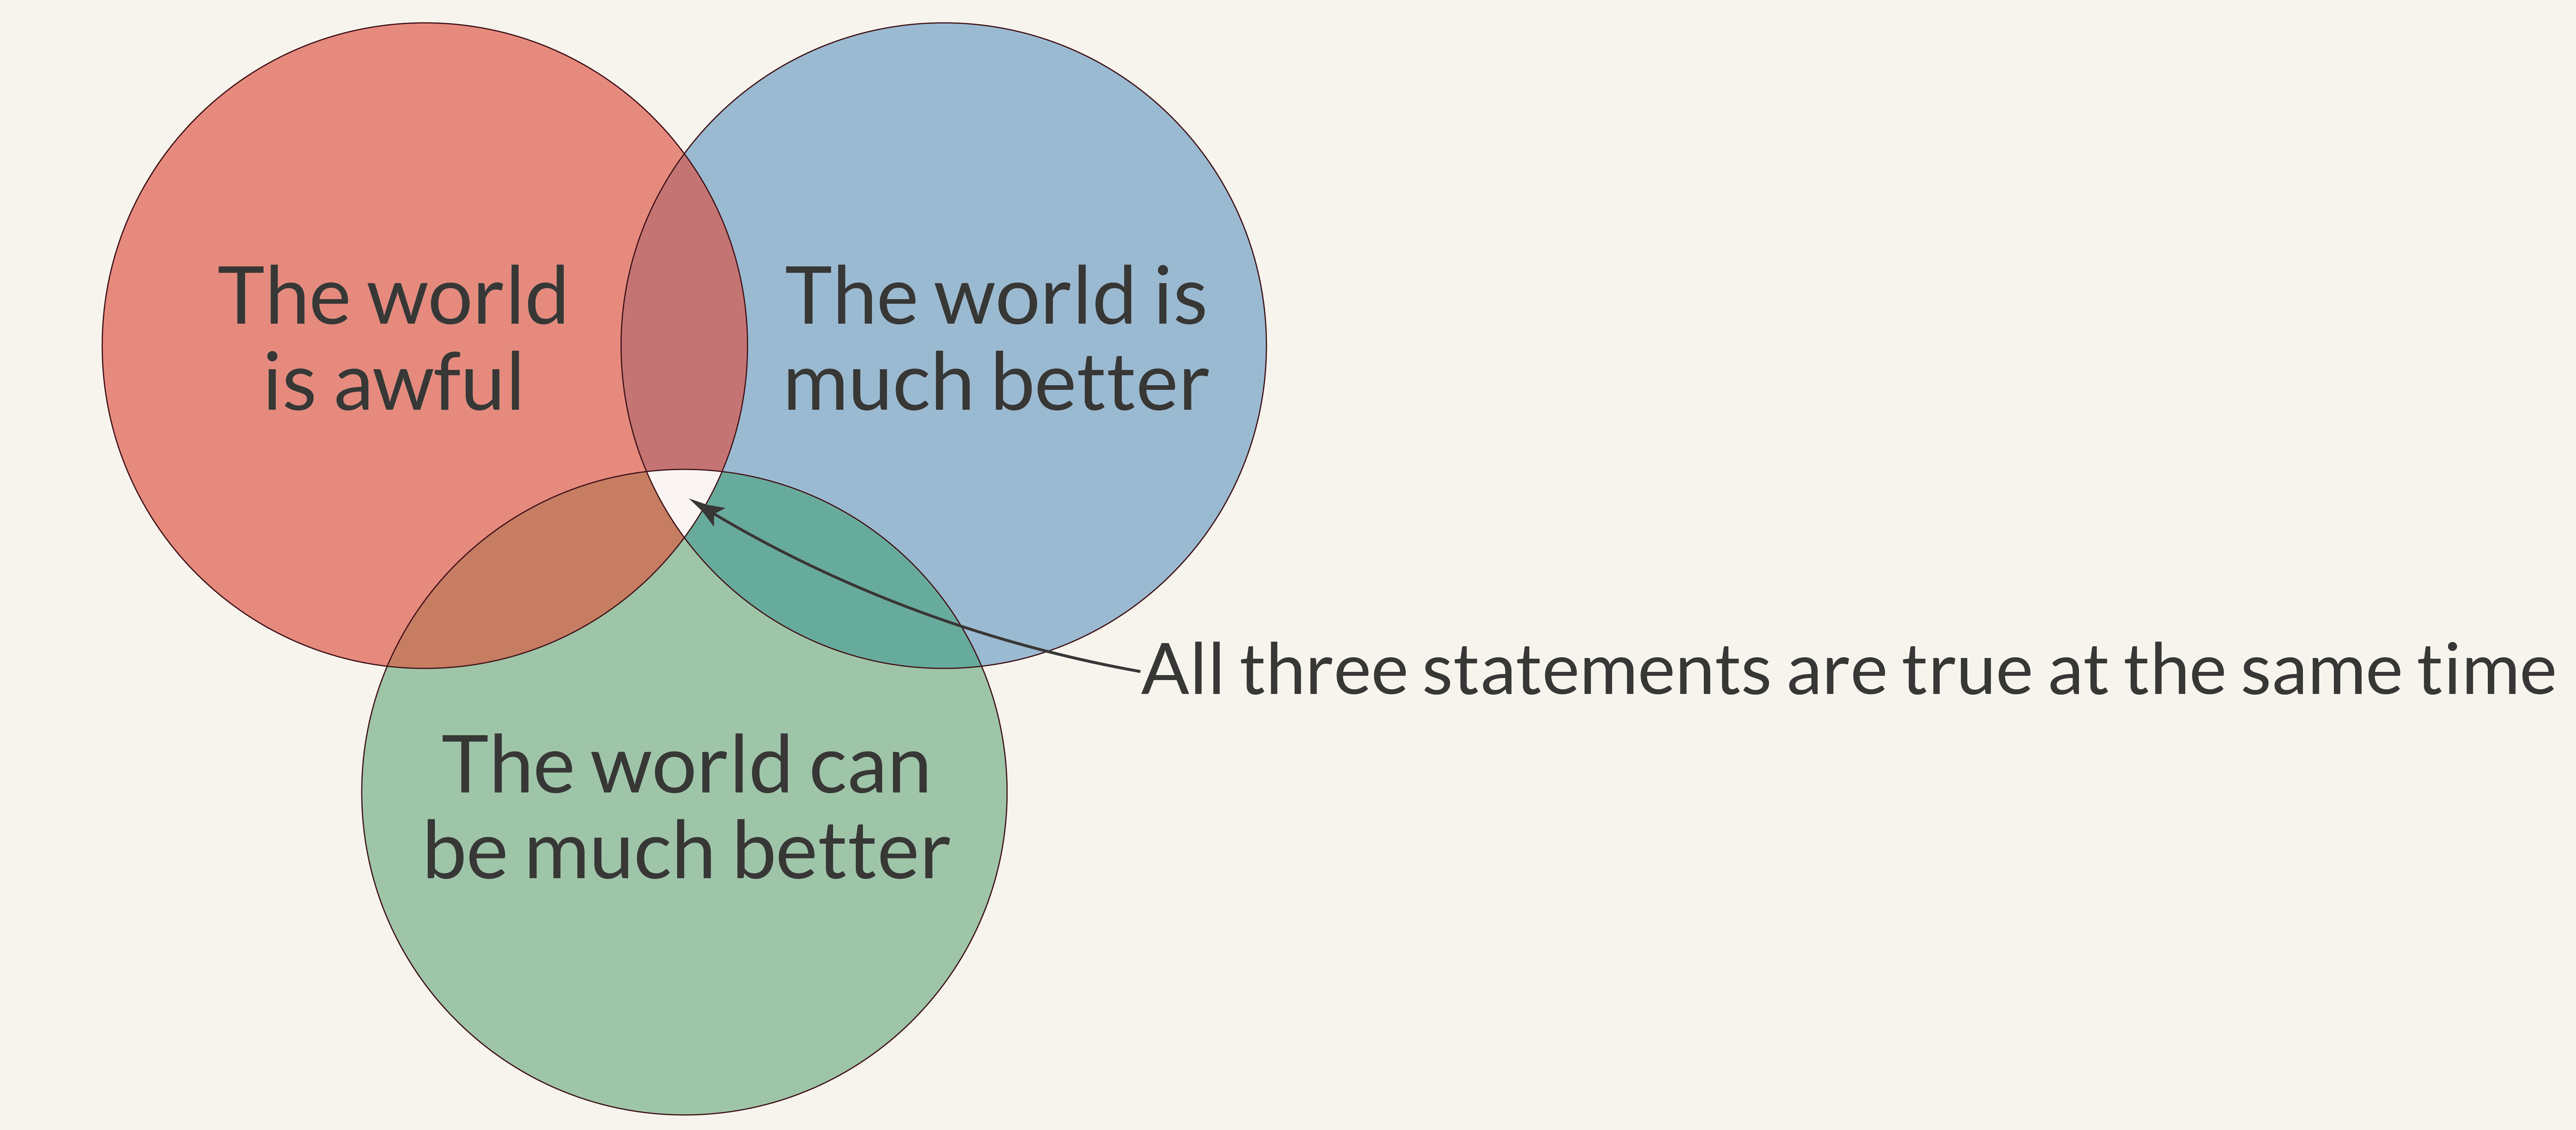 The world
is awful
The world is
much better
All three statements are true at the same time
The world can
be much better